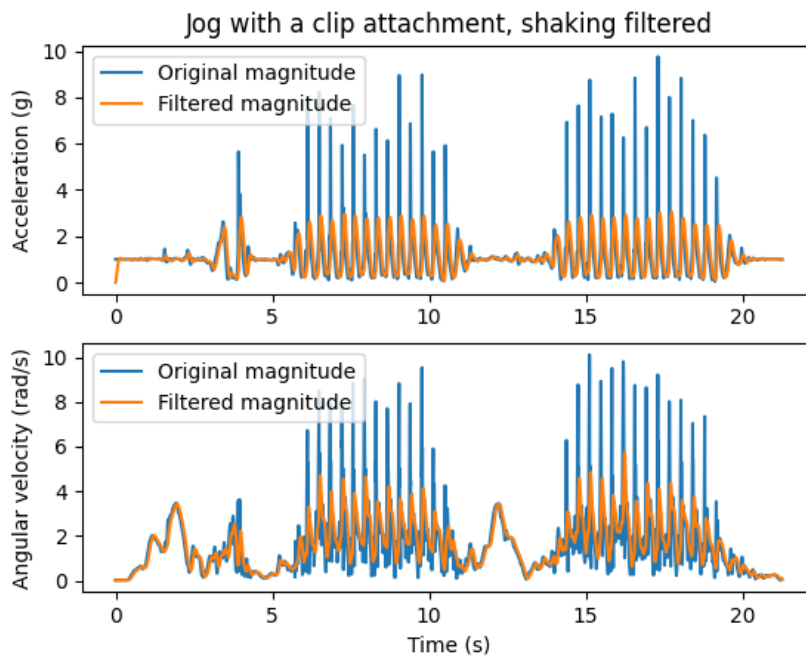 Jog with a clip attachment, shaking filtered
Acceleration (g)
10
8
6
4
2
0
Original magnitude
Filtered magnitude
0
5
10
15
20
Angular velocity (rad/s)
10
8
6
4
2
0
Original magnitude
Filtered magnitude
0
5
10
15
20
Time (s)